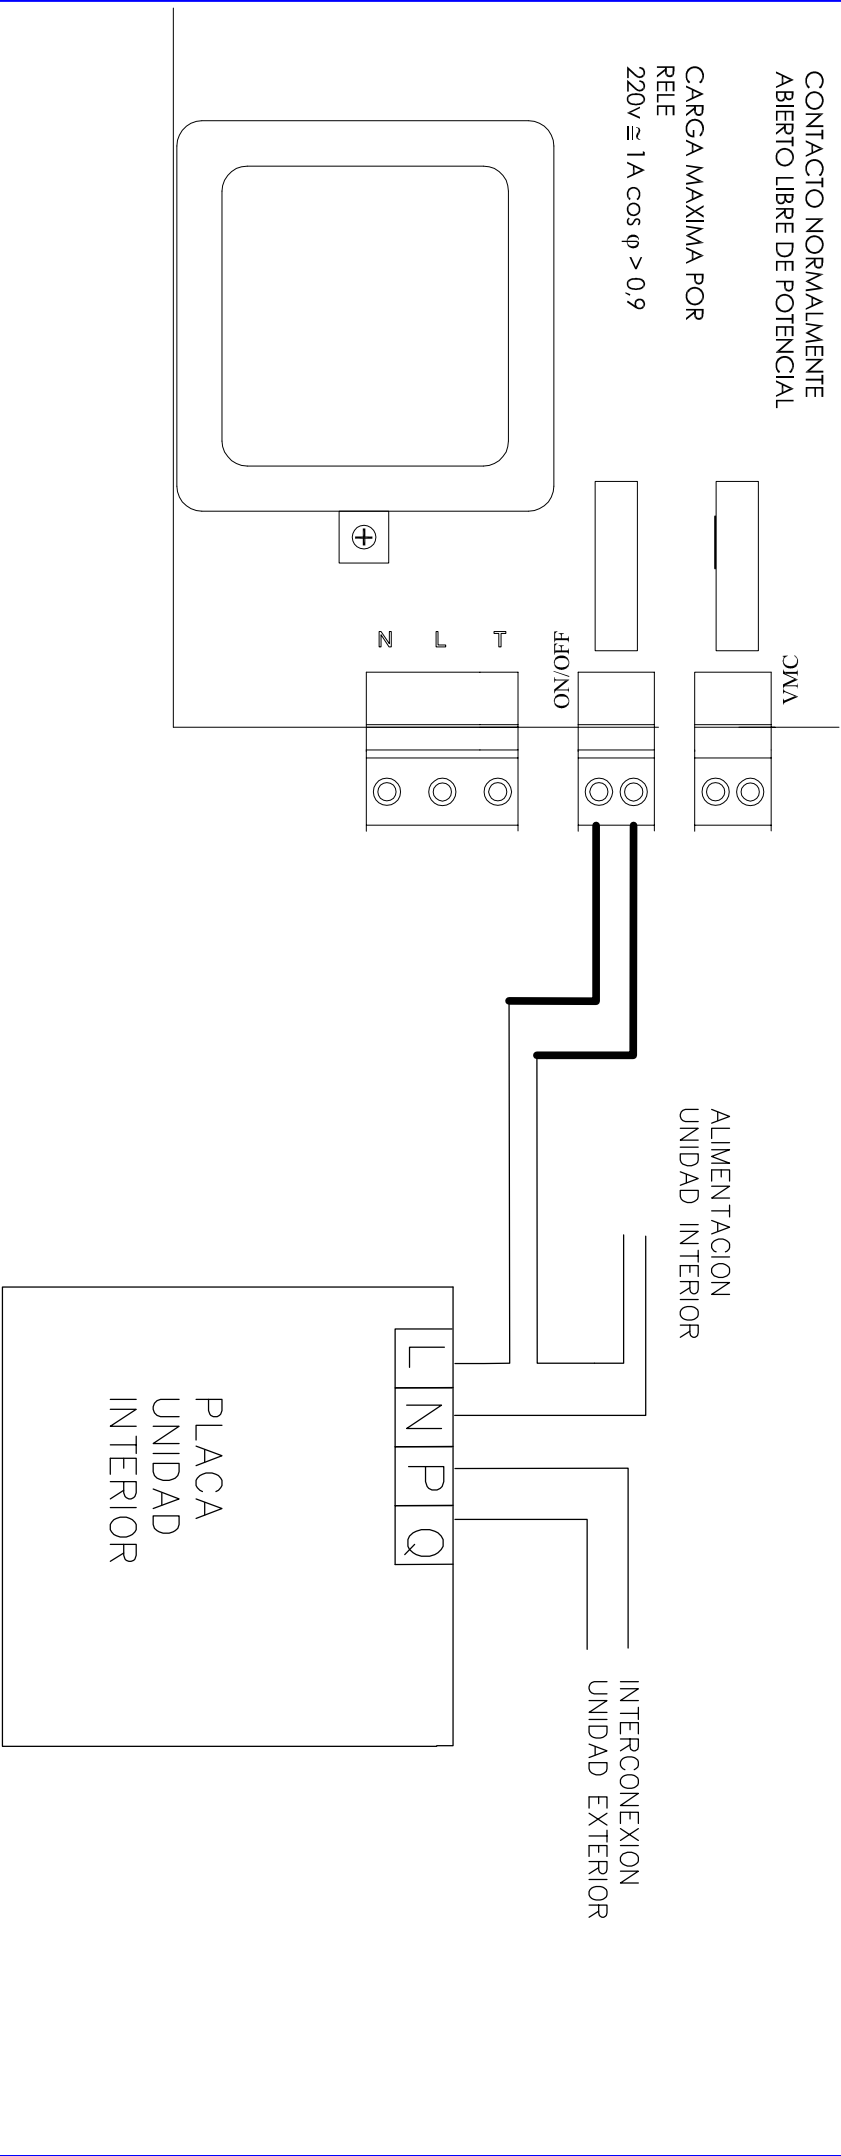 CONTACTO NORMALMENTE
ABIERTO LIBRE DE POTENCIAL
CARGA MAXIMA POR
RELE
220v ≅ 1A cos φ > 0,9
N
L
T
ON/OFF
VMC
ALIMENTACION
UNIDAD INTERIOR
L
N
P
Q
PLACA
UNIDAD
INTERIOR
INTERCONEXION
UNIDAD EXTERIOR